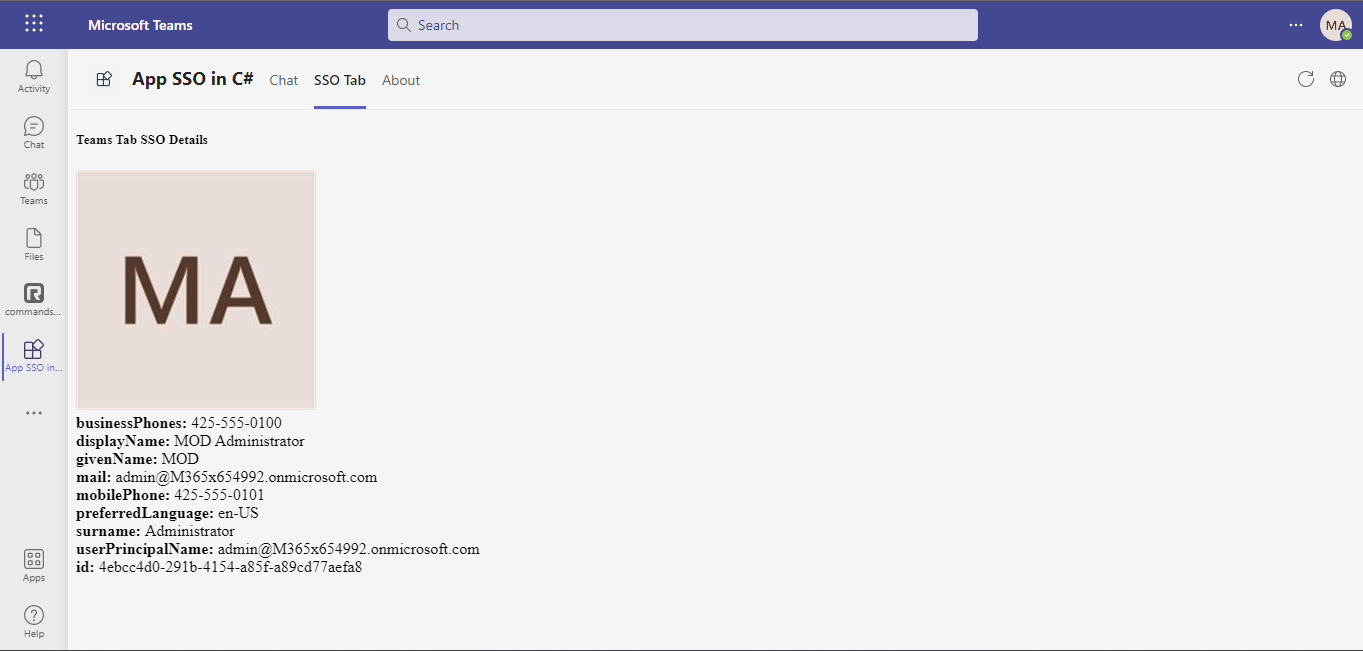 Microsoft Teams
Search
MA
App SSO in C#
Chat
SSO Tab
About
Activity
Chat
Teams
Files
commands...
App SSO in...
Apps
Help
Teams Tab SSO Details
MA
businessPhones: 425-555-0100
displayName: MOD Administrator
givenName: MOD
mail: admin@M365x654992.onmicrosoft.com
mobilePhone: 425-555-0101
preferredLanguage: en-US
surname: Administrator
userPrincipalName: admin@M365x654992.onmicrosoft.com
id: 4ebcc4d0-291b-4154-a85f-a89cd77aefa8